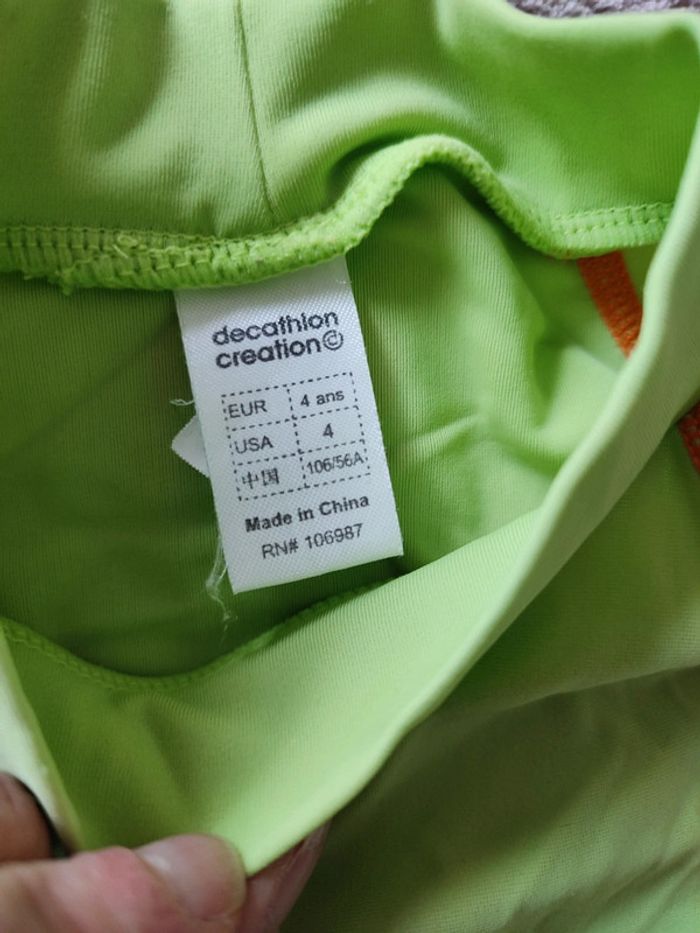 decathlon
creation
EUR 4 ans
USA 4
中国 106/56A
Made in China
RN# 106987